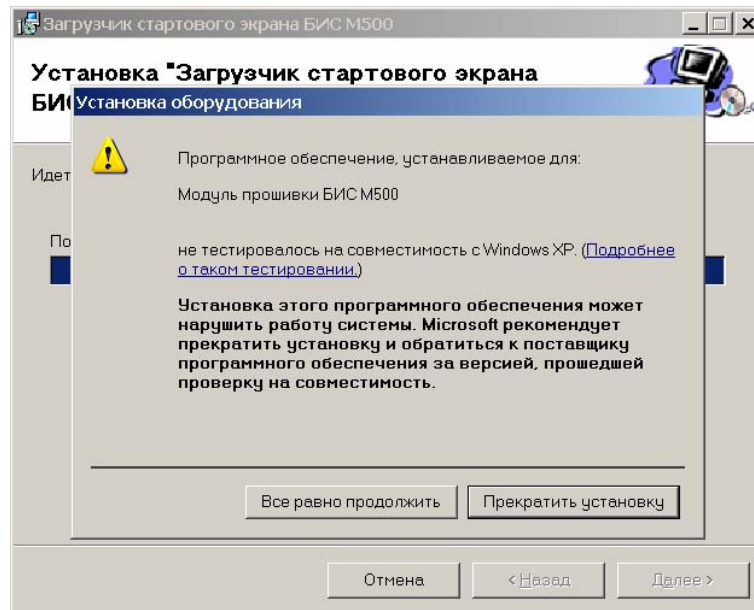 Загрузчик стартового экрана БИС М500
Установка "Загрузчик стартового экрана
БИ
Установка оборудования
Идет
Программное обеспечение, устанавливаемое для:
Модуль прошивки БИС М500
По
не тестировалось на совместимость с Windows XP. (Подробнее
о таком тестировании.)
Установка этого программного обеспечения может
нарушить работу системы. Microsoft рекомендует
прекратить установку и обратиться к поставщику
программного обеспечения за версией, прошедшей
проверку на совместимость.
Все равно продолжить Прекратить установку
Отмена < Назад Далее >